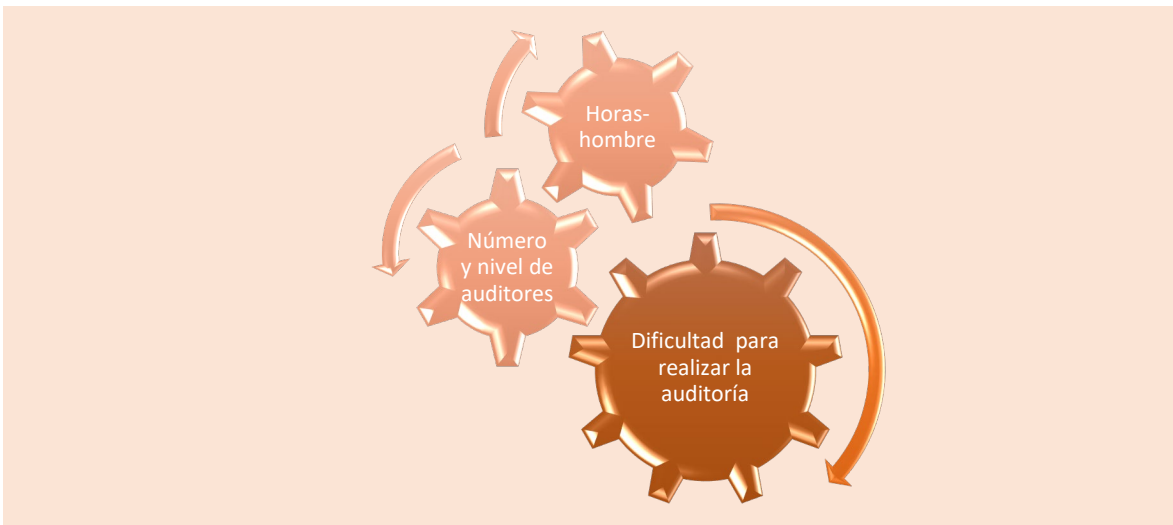 Horas-
hombre
Número
y nivel de
auditores
Dificultad para
realizar la
auditoría